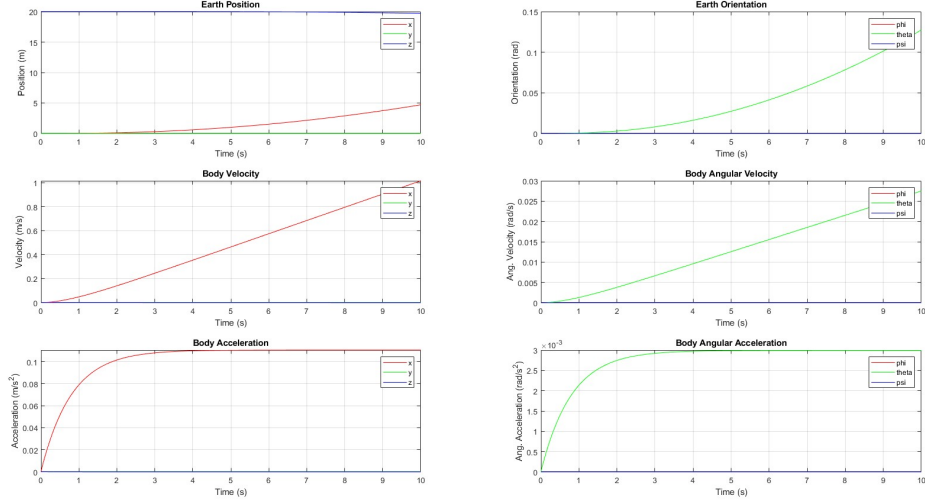 Earth Position
Position (m)
20
15
10
5
0
x
y
z
0 1 2 3 4 5 6 7 8 9 10
Time (s)
Earth Orientation
Orientation (rad)
0.15
0.1
0.05
0
phi
theta
psi
0 1 2 3 4 5 6 7 8 9 10
Time (s)
Body Velocity
Velocity (m/s)
1
0.8
0.6
0.4
0.2
0
x
y
z
0 1 2 3 4 5 6 7 8 9 10
Time (s)
Body Angular Velocity
Ang. Velocity (rad/s)
0.03
0.025
0.02
0.015
0.01
0.005
0
phi
theta
psi
0 1 2 3 4 5 6 7 8 9 10
Time (s)
Body Acceleration
Acceleration (m/s²)
0.1
0.08
0.06
0.04
0.02
0
x
y
z
0 1 2 3 4 5 6 7 8 9 10
Time (s)
Body Angular Acceleration
×10⁻³
Ang. Acceleration (rad/s²)
3
2.5
2
1.5
1
0.5
0
phi
theta
psi
0 1 2 3 4 5 6 7 8 9 10
Time (s)